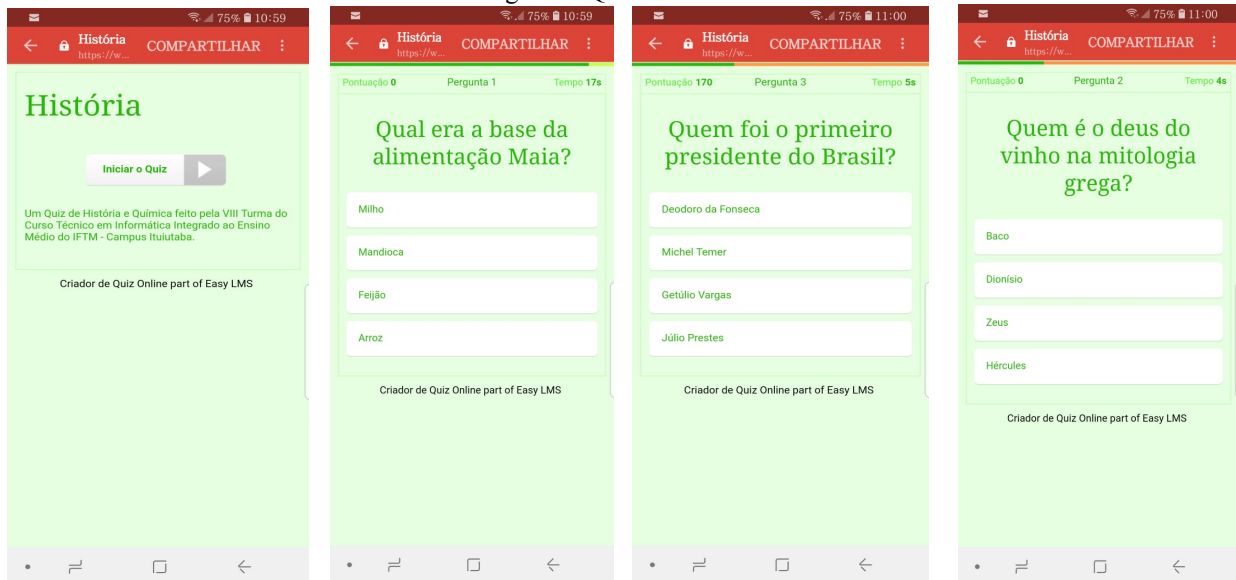 75% 10:59
História
https://w...
COMPARTILHAR
História
Iniciar o Quiz
Um Quiz de História e Química feito pela VIII Turma do
Curso Técnico em Informática Integrado ao Ensino
Médio do IFTM - Campus Ituiutaba.
Criador de Quiz Online part of Easy LMS
75% 10:59
História
https://w...
COMPARTILHAR
Pontuação 0 Pergunta 1 Tempo 17s
Qual era a base da
alimentação Maia?
Milho
Mandioca
Feijão
Arroz
Criador de Quiz Online part of Easy LMS
75% 11:00
História
https://w...
COMPARTILHAR
Pontuação 170 Pergunta 3 Tempo 5s
Quem foi o primeiro
presidente do Brasil?
Deodoro da Fonseca
Michel Temer
Getúlio Vargas
Júlio Prestes
Criador de Quiz Online part of Easy LMS
75% 11:00
História
https://w...
COMPARTILHAR
Pontuação 0 Pergunta 2 Tempo 4s
Quem é o deus do
vinho na mitologia
grega?
Baco
Dionísio
Zeus
Hércules
Criador de Quiz Online part of Easy LMS